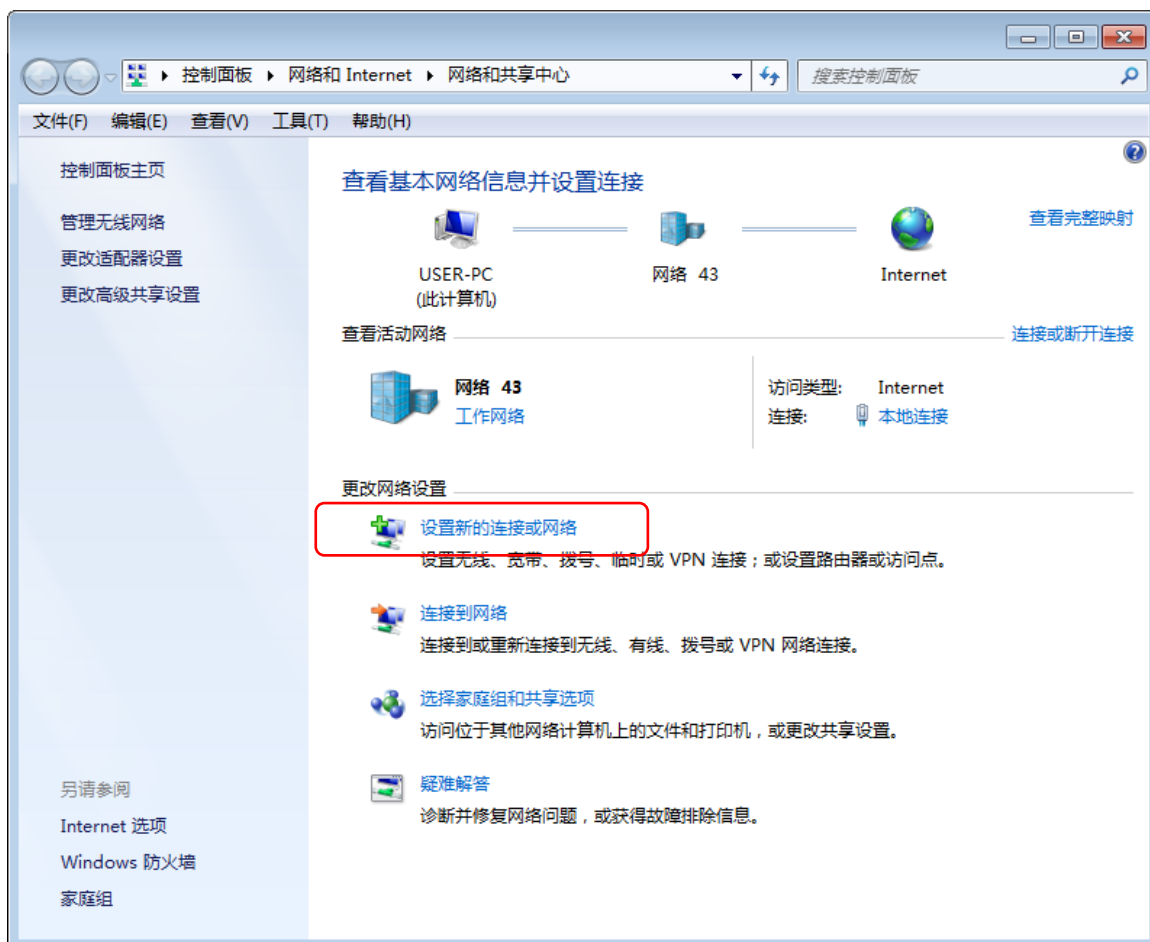 控制面板 网络和 Internet 网络和共享中心 搜索控制面板
文件(F) 编辑(E) 查看(V) 工具(T) 帮助(H)
控制面板主页
管理无线网络
更改适配器设置
更改高级共享设置
另请参阅
Internet 选项
Windows 防火墙
家庭组
查看基本网络信息并设置连接
查看完整映射
USER-PC 网络 43 Internet
(此计算机)
查看活动网络 连接或断开连接
网络 43
工作网络
访问类型: Internet
连接: 本地连接
更改网络设置
设置新的连接或网络
设置无线、宽带、拨号、临时或 VPN 连接；或设置路由器或访问点。
连接到网络
连接到或重新连接到无线、有线、拨号或 VPN 网络连接。
选择家庭组和共享选项
访问位于其他网络计算机上的文件和打印机，或更改共享设置。
疑难解答
诊断并修复网络问题，或获得故障排除信息。